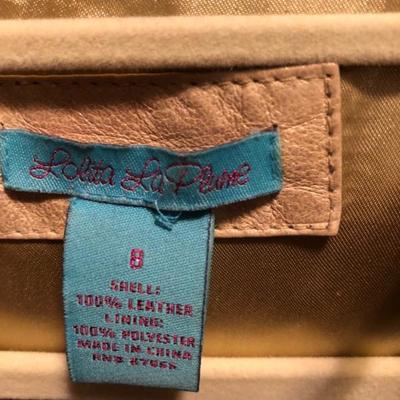 Lolita La Plume
8
SHELL:
100% LEATHER
LINING:
100% POLYESTER
MADE IN CHINA